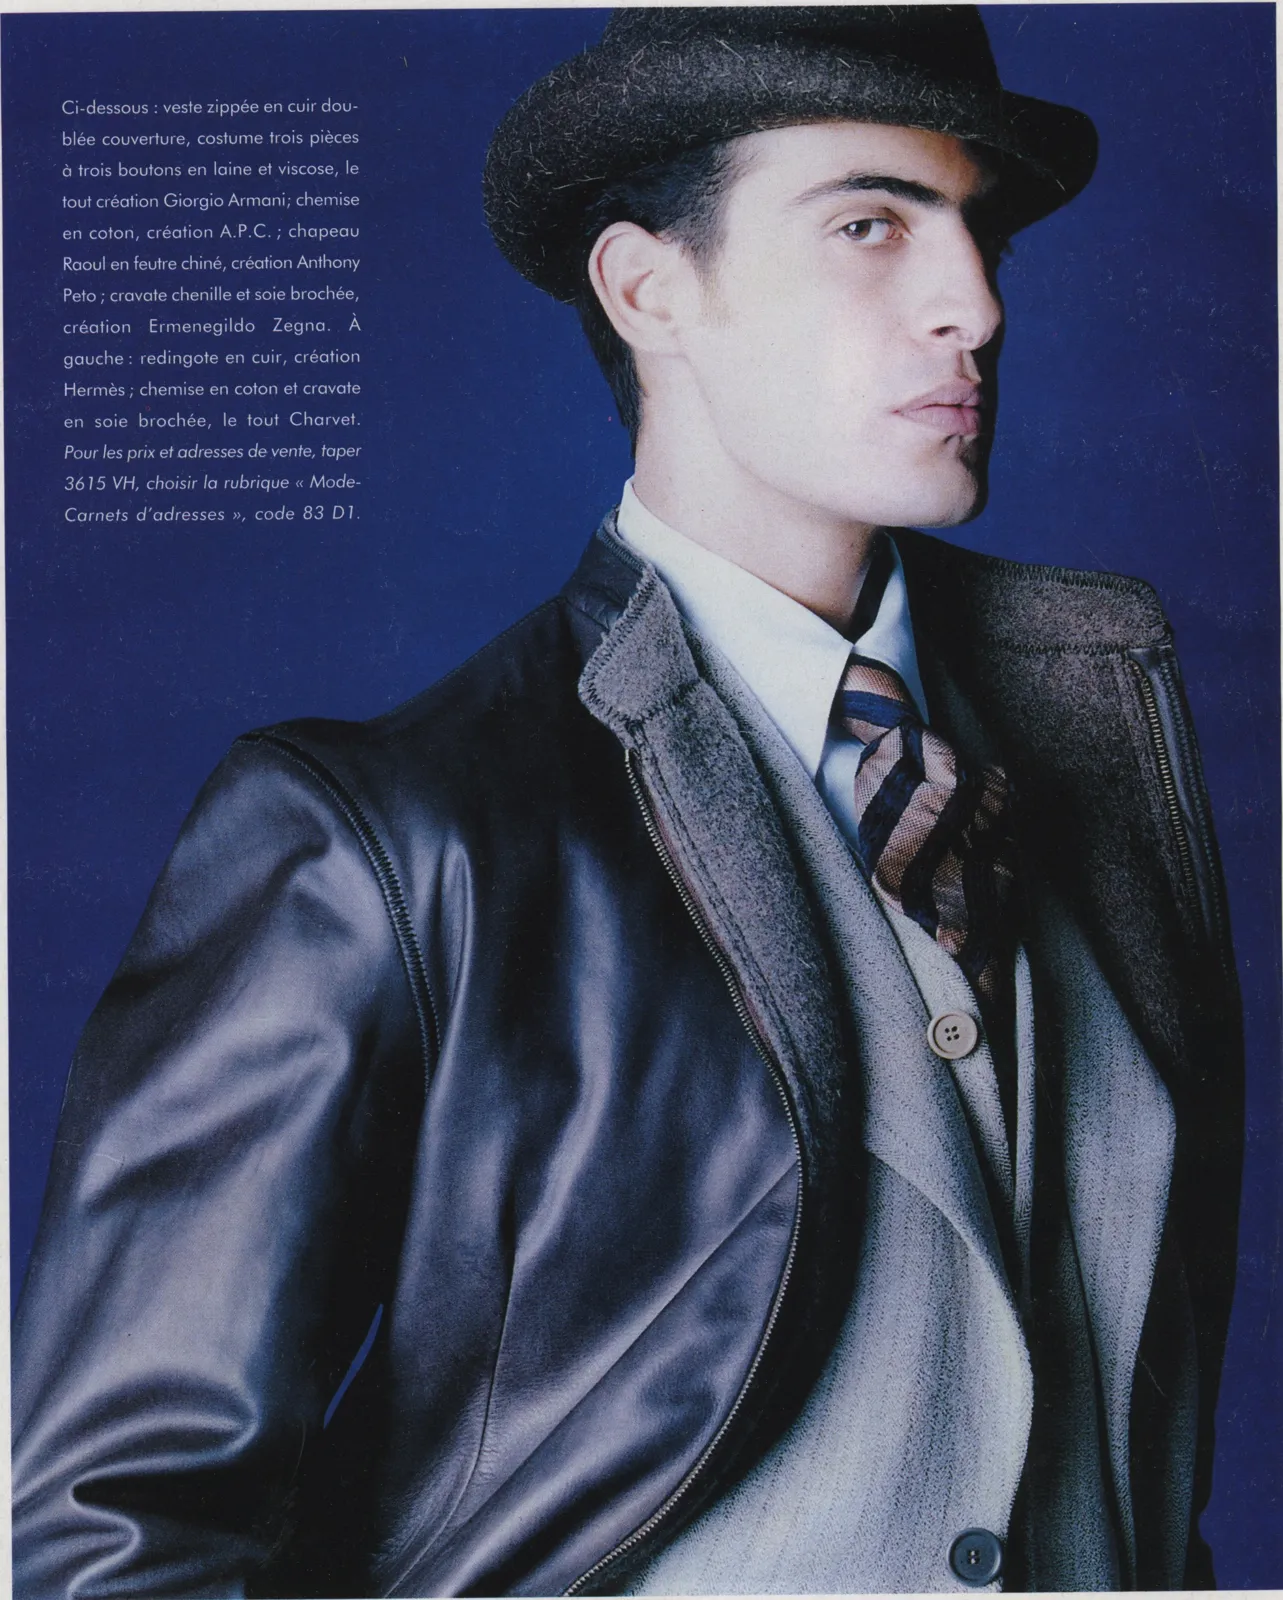 Ci-dessous : veste zippée en cuir dou-
blée couverture, costume trois pièces
à trois boutons en laine et viscose, le
tout création Giorgio Armani; chemise
en coton, création A.P.C. ; chapeau
Raoul en feutre chiné, création Anthony
Peto ; cravate chenille et soie brochée,
création Ermenegildo Zegna. À
gauche : redingote en cuir, création
Hermès ; chemise en coton et cravate
en soie brochée, le tout Charvet.
Pour les prix et adresses de vente, taper
3615 VH, choisir la rubrique « Mode-
Carnets d'adresses », code 83 D1.